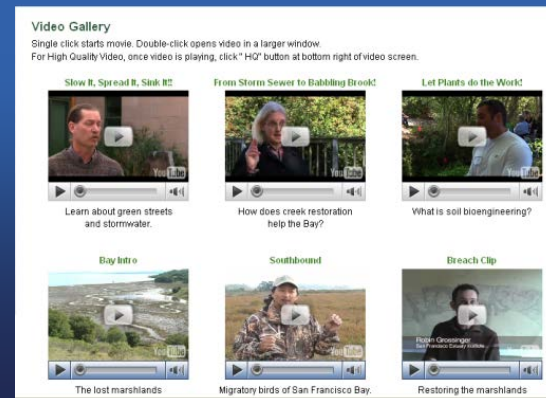 Video Gallery
Single click starts movie. Double-click opens video in a larger window.
For High Quality Video, once video is playing, click " HQ" button at bottom right of video screen.
Slow It, Spread It, Sink It!! From Storm Sewer to Babbling Brook! Let Plants do the Work!
YouTube YouTube YouTube
Learn about green streets How does creek restoration What is soil bioengineering?
and stormwater. help the Bay?
Bay Intro Southbound Breach Clip
Robin Grossinger
San Francisco Estuary Institute
YouTube YouTube
The lost marshlands Migratory birds of San Francisco Bay. Restoring the marshlands